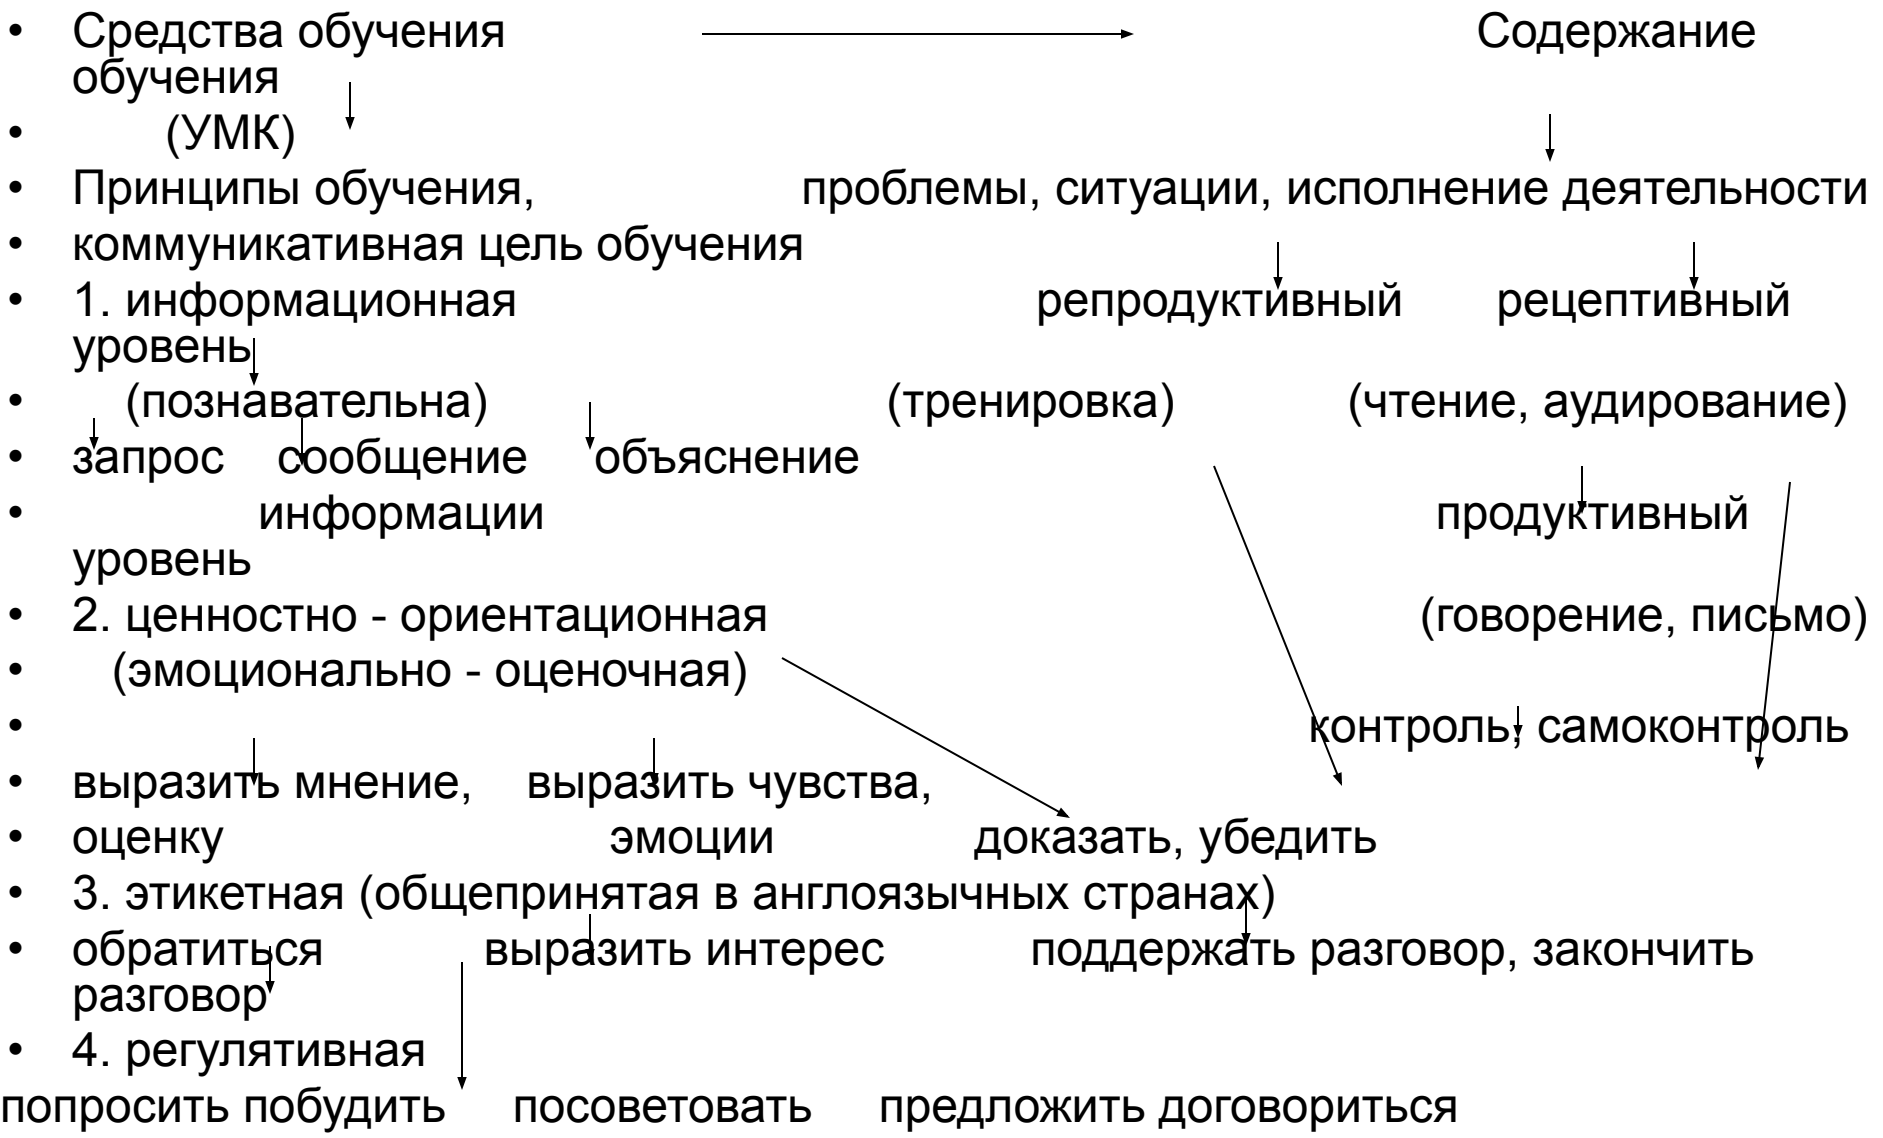 • Средства обучения Содержание
обучения
• (УМК)
• Принципы обучения, проблемы, ситуации, исполнение деятельности
• коммуникативная цель обучения
• 1. информационная репродуктивный рецептивный
уровень
• (познавательна) (тренировка) (чтение, аудирование)
• запрос сообщение объяснение
• информации продуктивный
уровень
• 2. ценностно - ориентационная (говорение, письмо)
• (эмоционально - оценочная)
• контроль, самоконтроль
• выразить мнение, выразить чувства,
• оценку эмоции доказать, убедить
• 3. этикетная (общепринятая в англоязычных странах)
• обратиться выразить интерес поддержать разговор, закончить
разговор
• 4. регулятивная
попросить побудить посоветовать предложить договориться